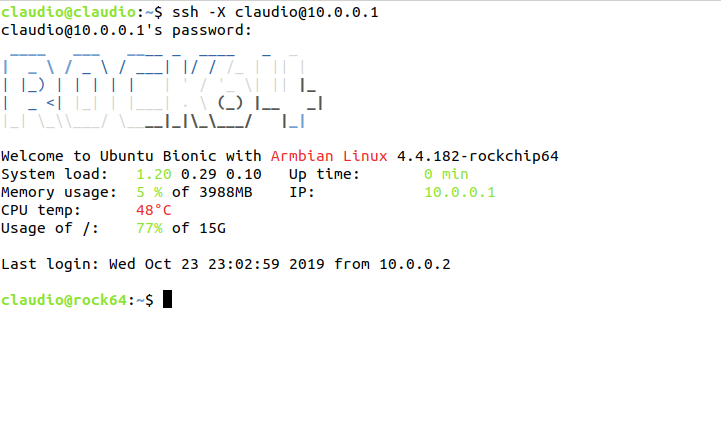 claudio@claudio:~$ ssh -X claudio@10.0.0.1
claudio@10.0.0.1's password:
 ____   ___   ____ _  ____   _  _
|  _ \ / _ \ / ___| |/ / /_ | || |
| |_) | | | | |   | ' / '_ \| || |_
|  _ <| |_| | |___| . \ (_) |__   _|
|_| \_\\___/ \____|_|\_\___/   |_|
Welcome to Ubuntu Bionic with Armbian Linux 4.4.182-rockchip64
System load:   1.20 0.29 0.10   Up time:       0 min
Memory usage:  5 % of 3988MB    IP:            10.0.0.1
CPU temp:      48°C
Usage of /:    77% of 15G
Last login: Wed Oct 23 23:02:59 2019 from 10.0.0.2
claudio@rock64:~$